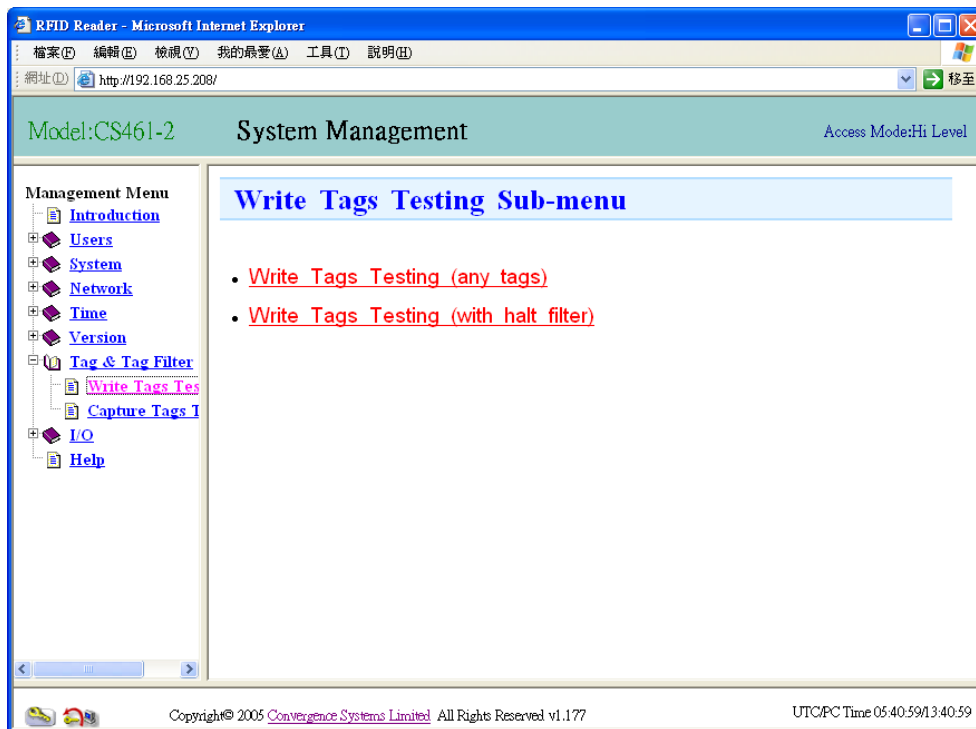 RFID Reader - Microsoft Internet Explorer
檔案(F) 編輯(E) 檢視(V) 我的最愛(A) 工具(T) 說明(H)
網址(D) http://192.168.25.208/ 移至
Model:CS461-2 System Management Access Mode:Hi Level
Management Menu
Introduction
Users
System
Network
Time
Version
Tag & Tag Filter
Write Tags Tes
Capture Tags T
I/O
Help
Write Tags Testing Sub-menu
Write Tags Testing (any tags)
Write Tags Testing (with halt filter)
Copyright© 2005 Convergence Systems Limited All Rights Reserved v1.177 UTC/PC Time 05:40:59/13:40:59